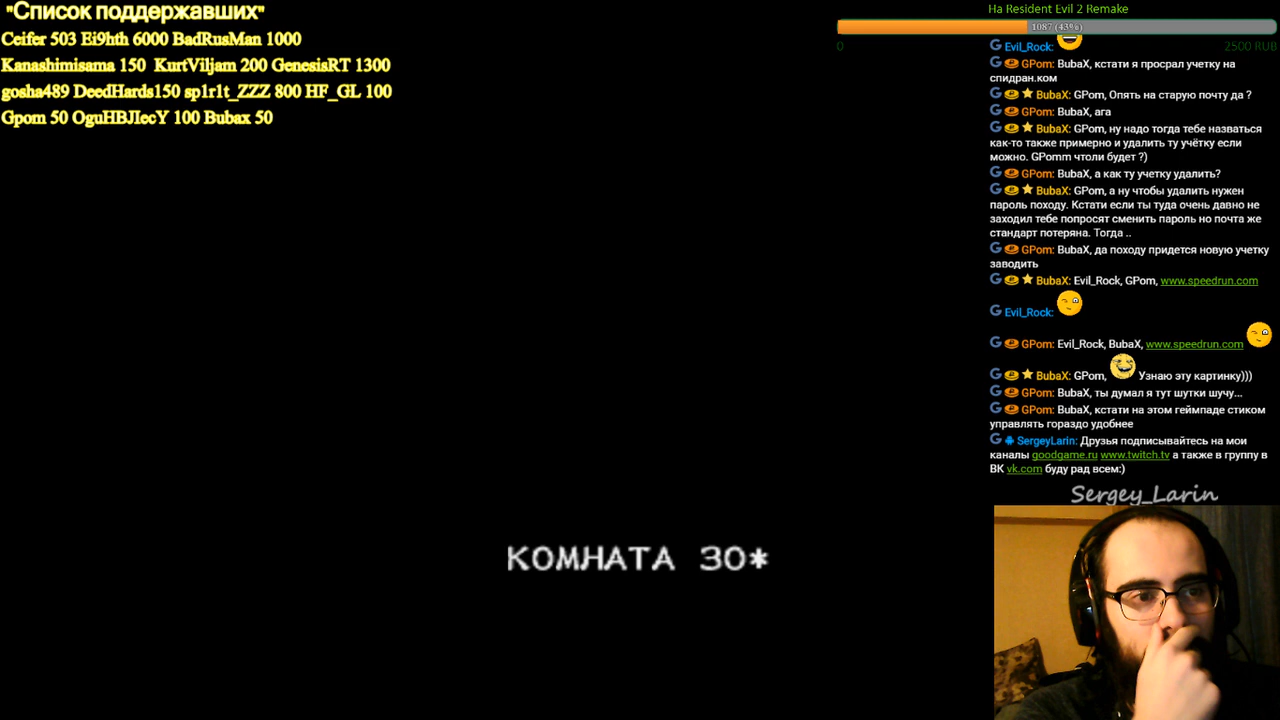 "Список поддержавших"
Ceifer 503 Ei9hth 6000 BadRusMan 1000
Kanashimisama 150 KurtViljam 200 GenesisRT 1300
gosha489 DeedHards150 sp1r1t_ZZZ 800 HF_GL 100
Gpom 50 OguHBJIecY 100 Bubax 50
На Resident Evil 2 Remake
1087 (43%)
0 2500 RUB
Evil_Rock:
GPom: BubaX, кстати я просрал учетку на
спидран.ком
BubaX: GPom, Опять на старую почту да ?
GPom: BubaX, ага
BubaX: GPom, ну надо тогда тебе назваться
как-то также примерно и удалить ту учётку если
можно. GPomm чтоли будет ?)
GPom: BubaX, а как ту учетку удалить?
BubaX: GPom, а ну чтобы удалить нужен
пароль походу. Кстати если ты туда очень давно не
заходил тебе попросят сменить пароль но почта же
стандарт потеряна. Тогда ..
GPom: BubaX, да походу придется новую учетку
заводить
BubaX: Evil_Rock, GPom, www.speedrun.com
Evil_Rock:
GPom: Evil_Rock, BubaX, www.speedrun.com
BubaX: GPom, Узнаю эту картинку)))
GPom: BubaX, ты думал я тут шутки шучу...
GPom: BubaX, кстати на этом геймпаде стиком
управлять гораздо удобнее
SergeyLarin: Друзья подписывайтесь на мои
каналы goodgame.ru www.twitch.tv а также в группу в
ВК vk.com буду рад всем:)
Sergey_Larin
КОМНАТА 30*